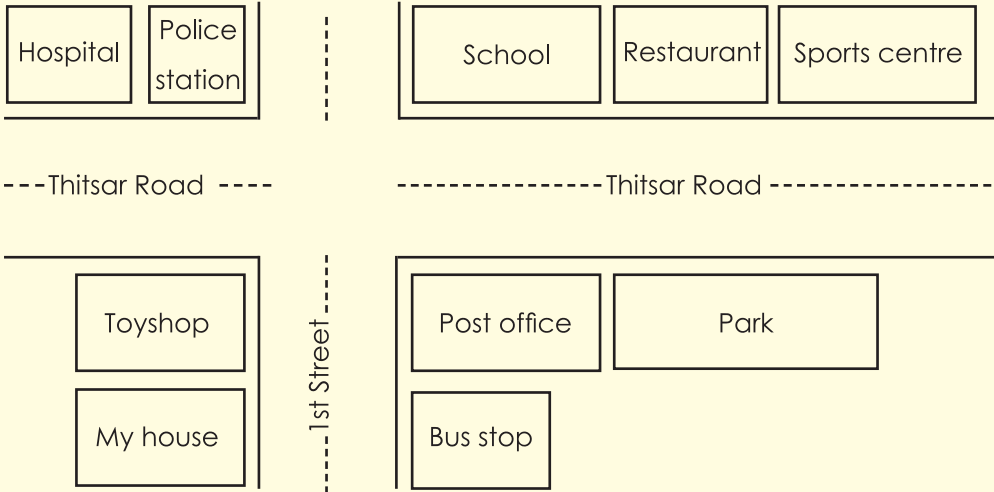 Hospital
Police
station
School
Restaurant
Sports centre
Thitsar Road
Thitsar Road
Toyshop
1st Street
Post office
Park
My house
Bus stop